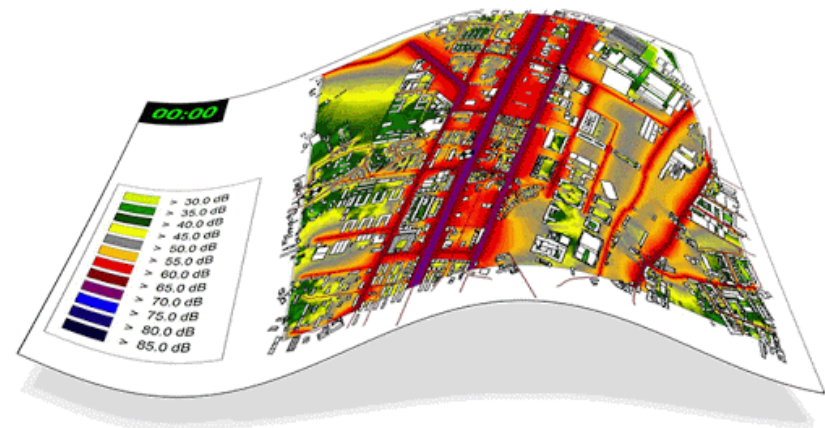 00:00
> 30.0 dB
> 35.0 dB
> 40.0 dB
> 45.0 dB
> 50.0 dB
> 55.0 dB
> 60.0 dB
> 65.0 dB
> 70.0 dB
> 75.0 dB
> 80.0 dB
> 85.0 dB